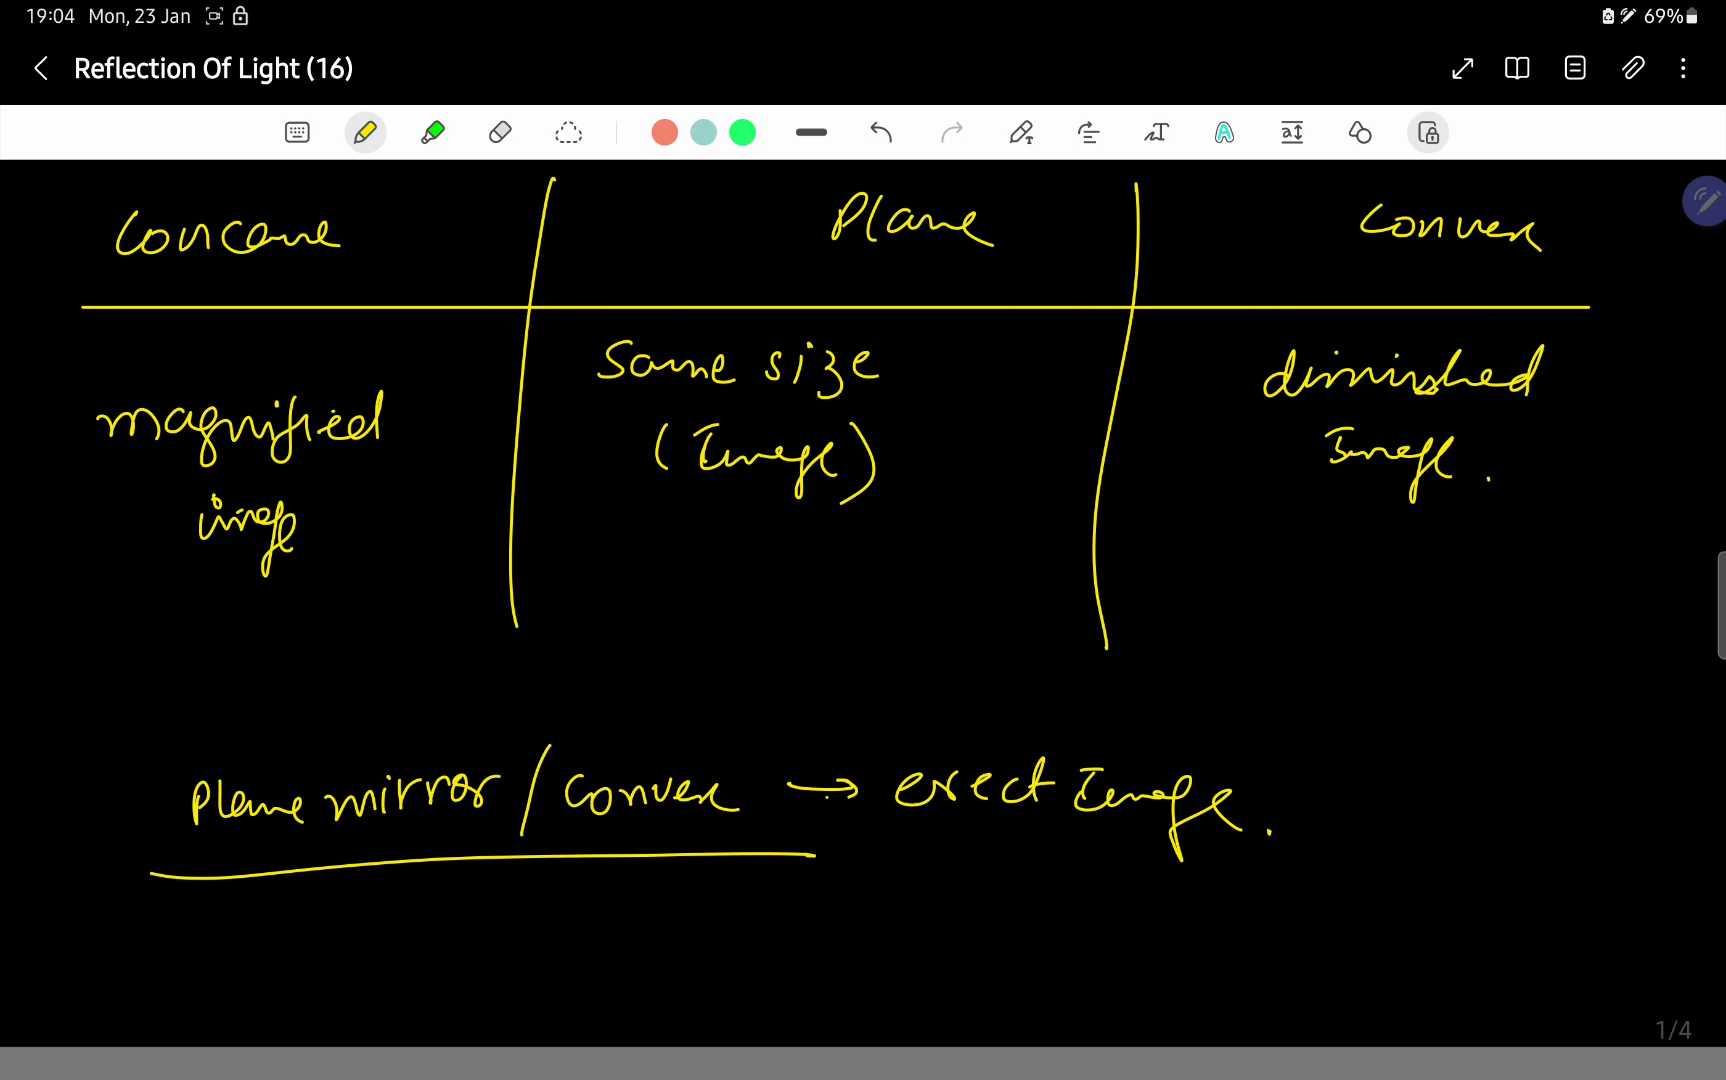 19:04 Mon, 23 Jan 69%
Reflection Of Light (16)
Concave Plane Convex
Same size
diminished
magnified
(Image)
Image.
image
Plane mirror / Convex → erect Image.
1/4